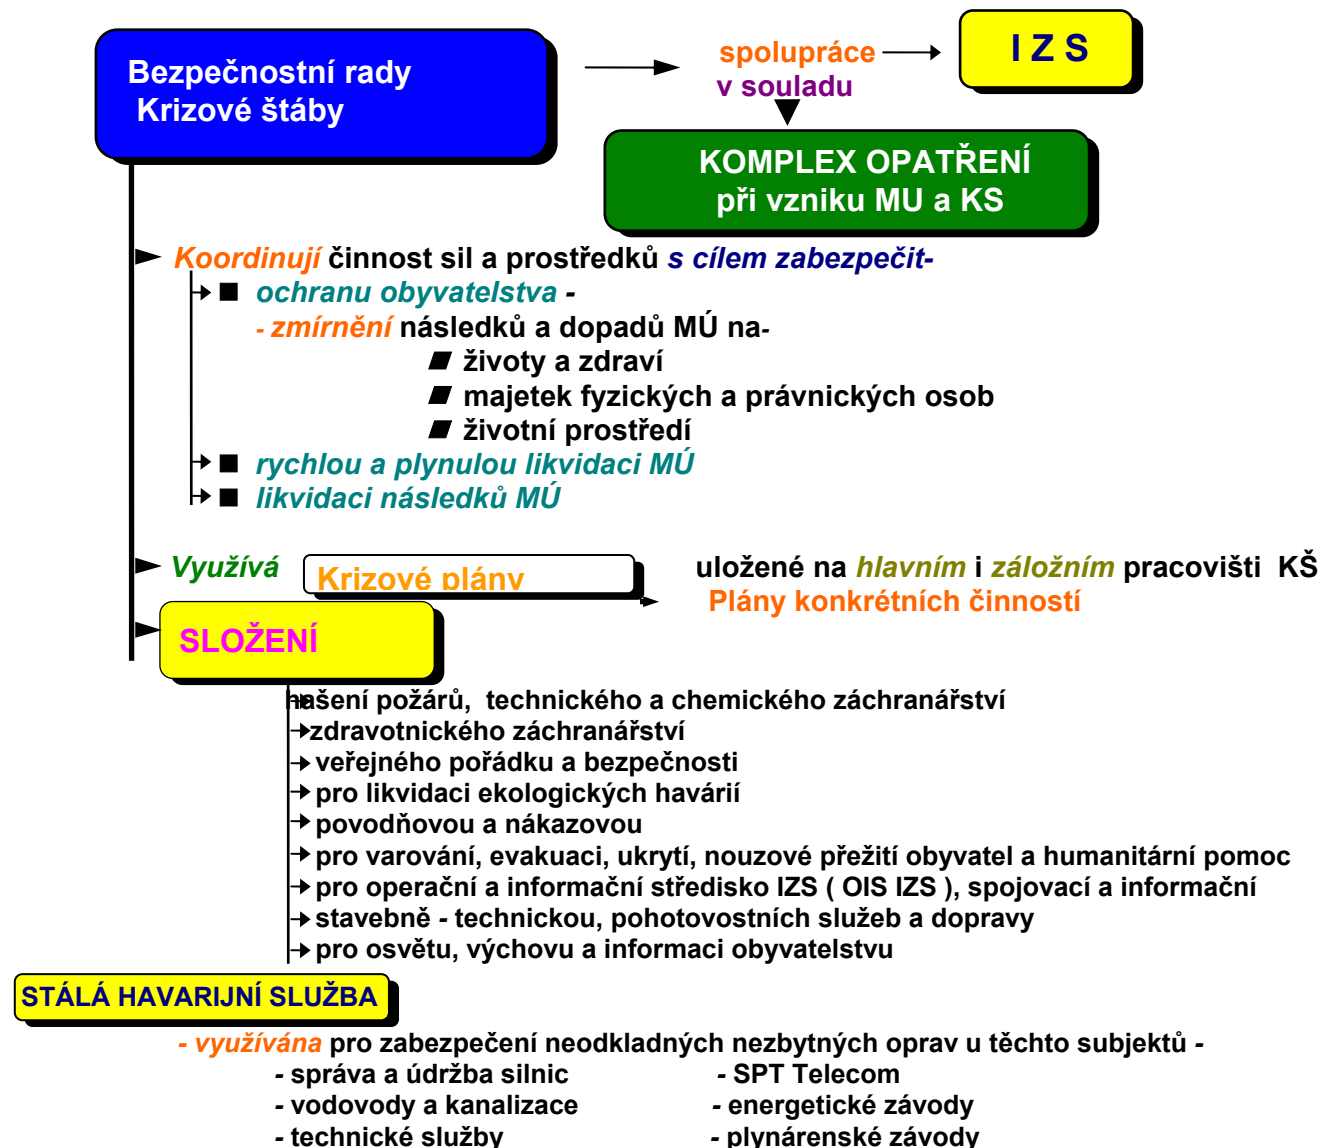 Bezpečnostní rady
Krizové štáby
spolupráce
v souladu
I Z S
KOMPLEX OPATŘENÍ
při vzniku MU a KS
Koordinují činnost sil a prostředků s cílem zabezpečit-
ochranu obyvatelstva -
- zmírnění následků a dopadů MÚ na-
životy a zdraví
majetek fyzických a právnických osob
životní prostředí
rychlou a plynulou likvidaci MÚ
likvidaci následků MÚ
Využívá Krizové plány uložené na hlavním i záložním pracovišti KŠ
Plány konkrétních činností
SLOŽENÍ
hašení požárů, technického a chemického záchranářství
zdravotnického záchranářství
veřejného pořádku a bezpečnosti
pro likvidaci ekologických havárií
povodňovou a nákazovou
pro varování, evakuaci, ukrytí, nouzové přežití obyvatel a humanitární pomoc
pro operační a informační středisko IZS ( OIS IZS ), spojovací a informační
stavebně - technickou, pohotovostních služeb a dopravy
pro osvětu, výchovu a informaci obyvatelstvu
STÁLÁ HAVARIJNÍ SLUŽBA
- využívána pro zabezpečení neodkladných nezbytných oprav u těchto subjektů -
- správa a údržba silnic - SPT Telecom
- vodovody a kanalizace - energetické závody
- technické služby - plynárenské závody